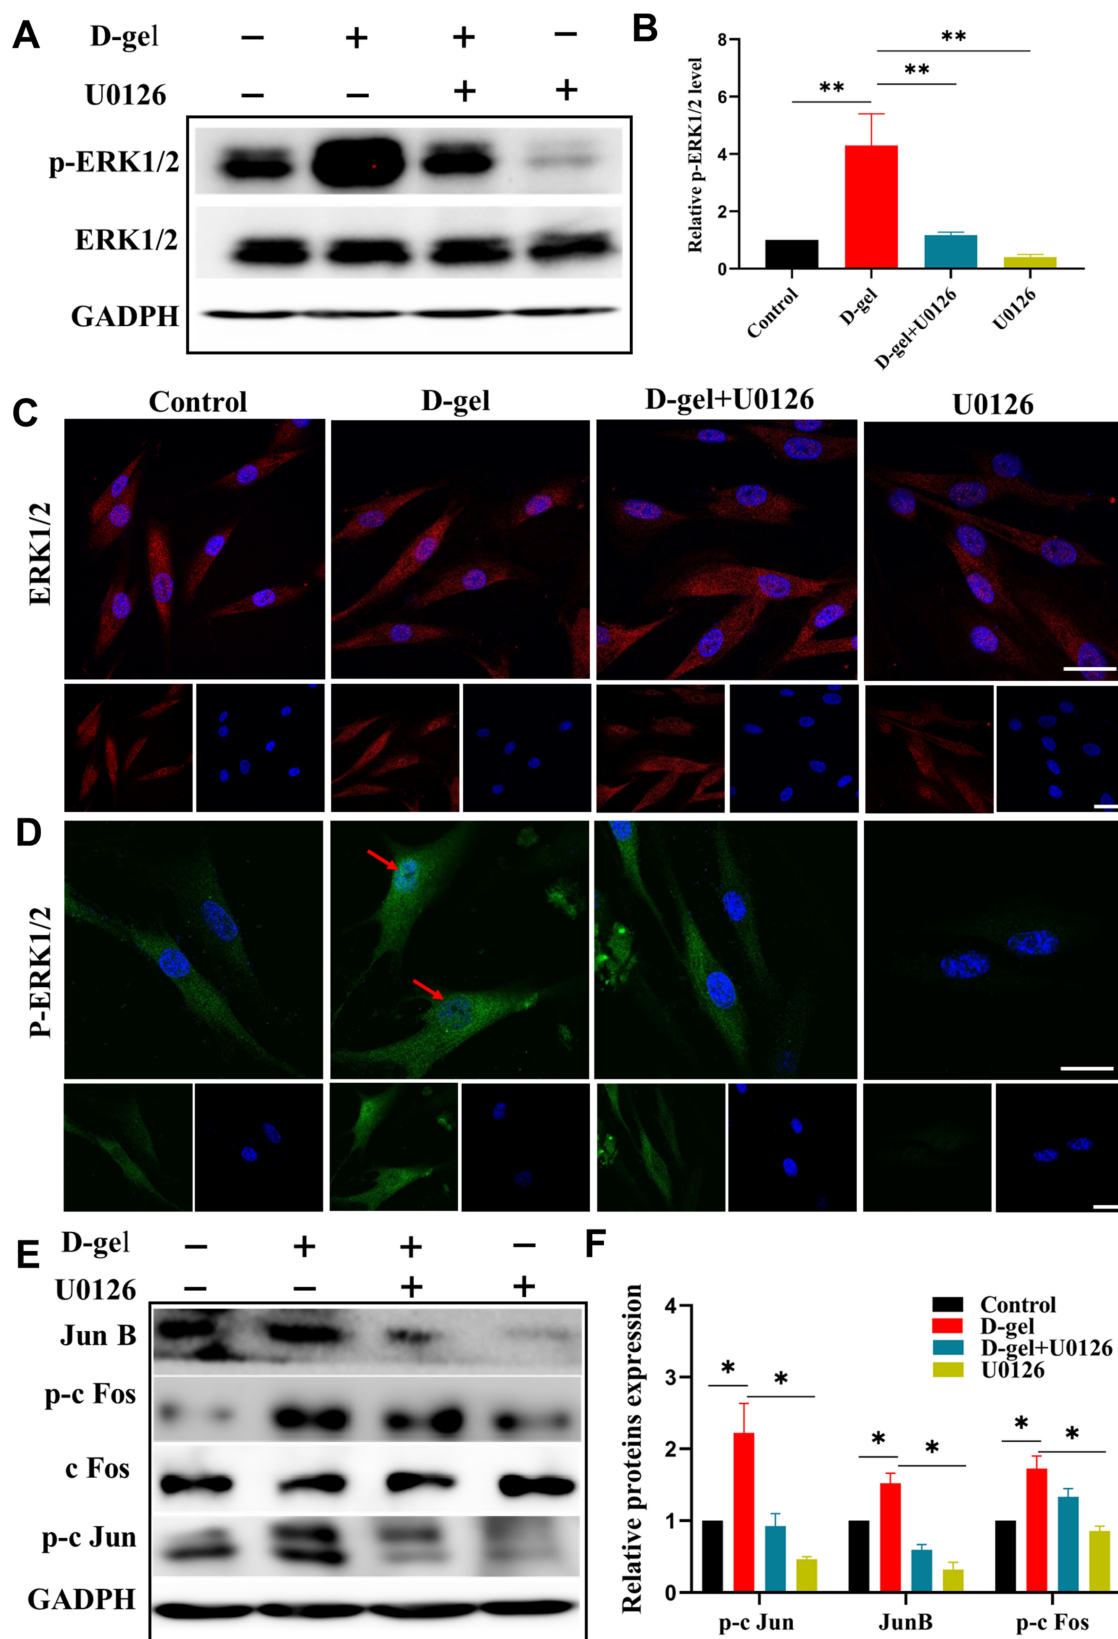 A
D-gel − + + −
U0126 − − + +
p-ERK1/2
ERK1/2
GADPH
B
Relative p-ERK1/2 level
8
6
4
2
0
**
**
**
Control
D-gel
D-gel+U0126
U0126
C
Control D-gel D-gel+U0126 U0126
ERK1/2
D
P-ERK1/2
E
D-gel − + + −
U0126 − − + +
Jun B
p-c Fos
c Fos
p-c Jun
GADPH
F
Relative proteins expression
4
3
2
1
0
Control
D-gel
D-gel+U0126
U0126
* *
* *
* *
p-c Jun JunB p-c Fos